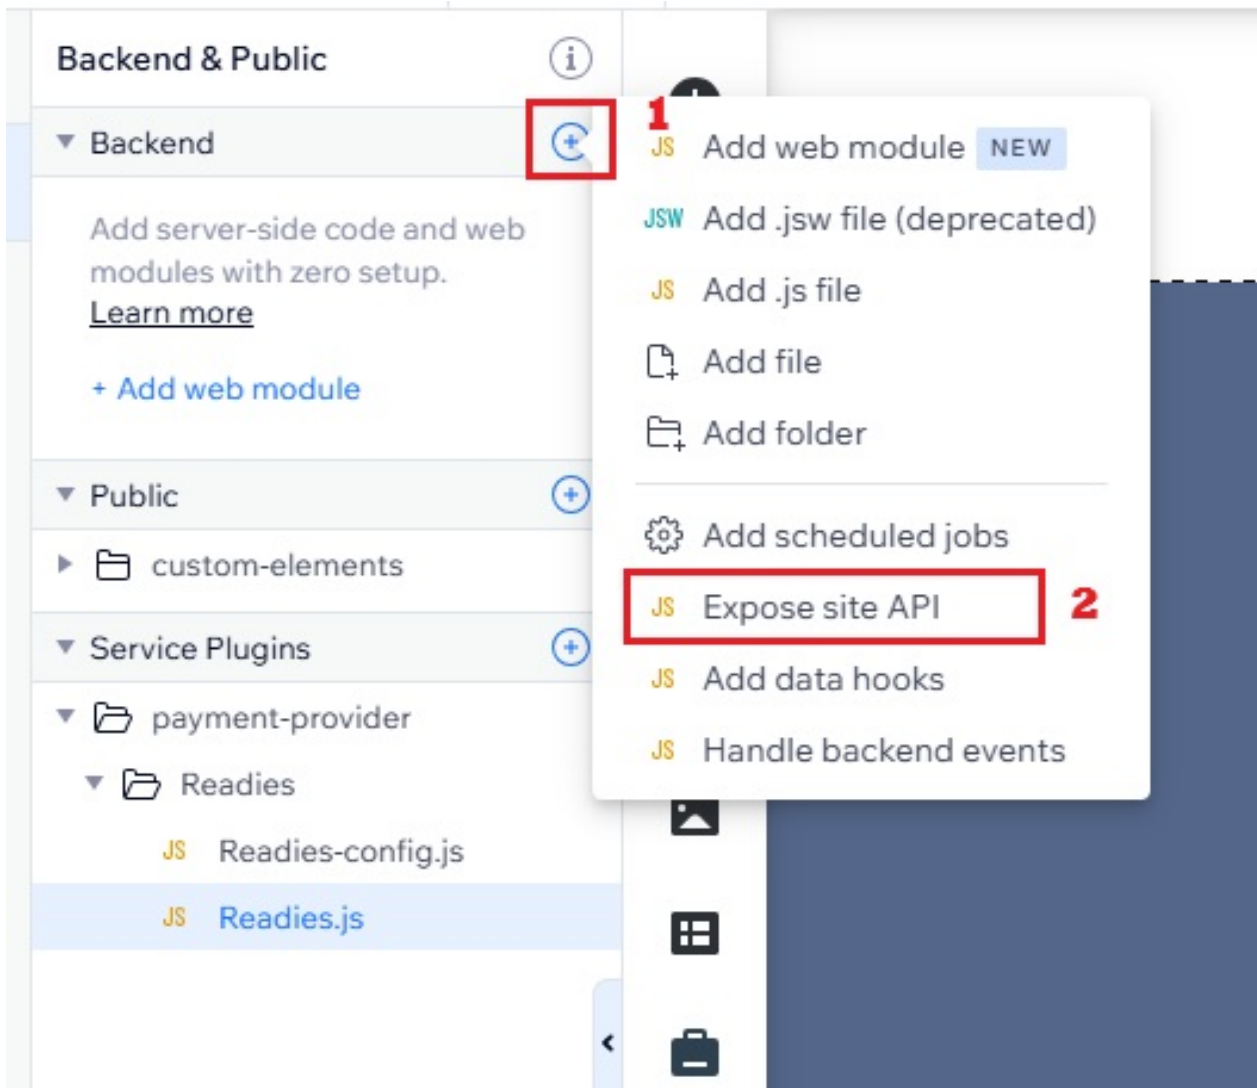 Backend & Public
Backend
Add server-side code and web
modules with zero setup.
Learn more
+ Add web module
Public
custom-elements
Service Plugins
payment-provider
Readies
JS Readies-config.js
JS Readies.js
1
JS Add web module NEW
JSW Add .jsw file (deprecated)
JS Add .js file
Add file
Add folder
Add scheduled jobs
JS Expose site API 2
JS Add data hooks
JS Handle backend events